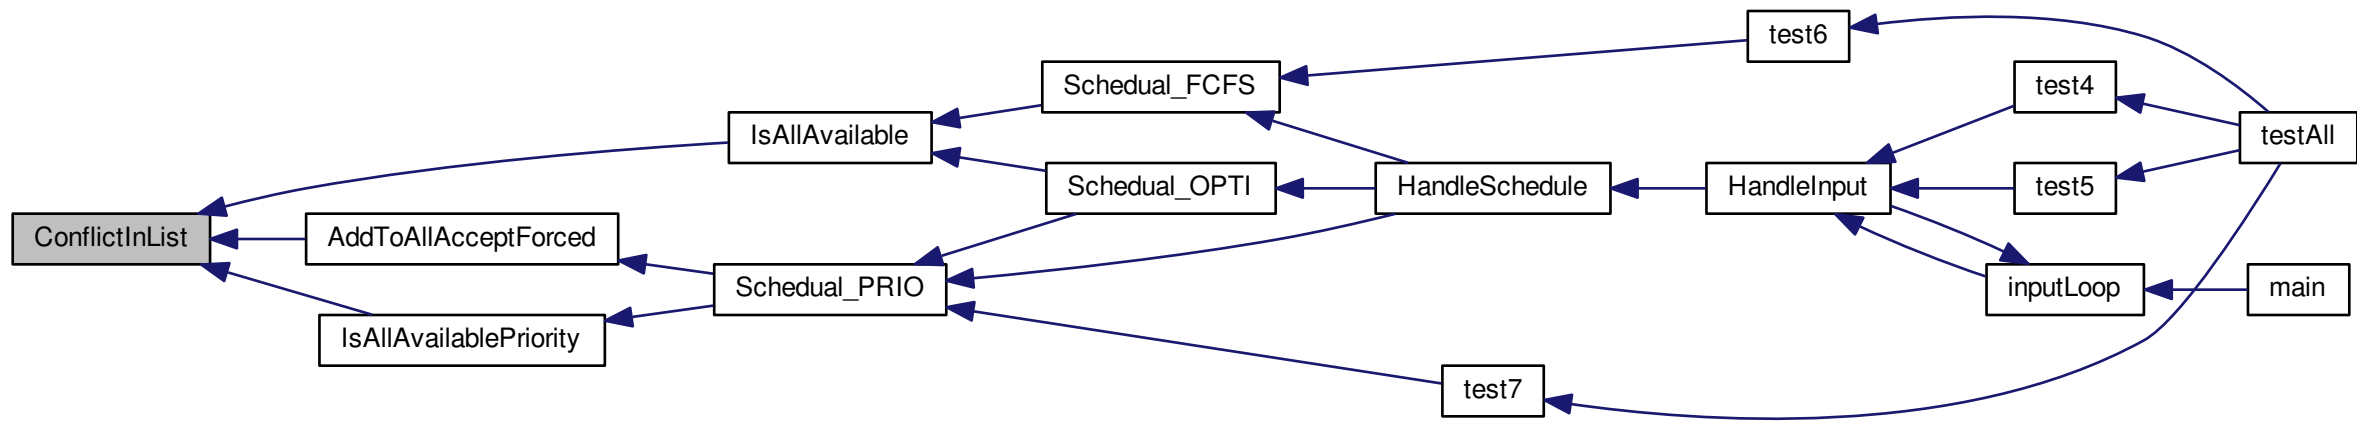 ConflictInList
IsAllAvailable
AddToAllAcceptForced
IsAllAvailablePriority
Schedual_FCFS
Schedual_OPTI
Schedual_PRIO
HandleSchedule
test6
test7
HandleInput
test4
test5
inputLoop
testAll
main